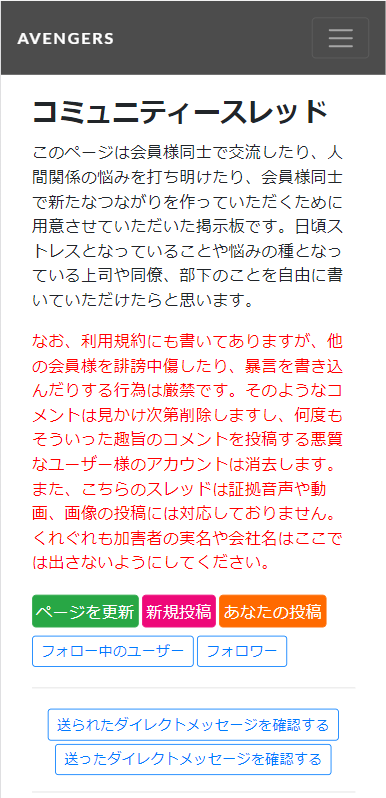 AVENGERS
コミュニティースレッド
このページは会員様同士で交流したり、人
間関係の悩みを打ち明けたり、会員様同士
で新たなつながりを作っていただくために
用意させていただいた掲示板です。日頃ス
トレスとなっていることや悩みの種となっ
ている上司や同僚、部下のことを自由に書
いていただけたらと思います。
なお、利用規約にも書いてありますが、他
の会員様を誹謗中傷したり、暴言を書き込
んだりする行為は厳禁です。そのようなコ
メントは見かけ次第削除しますし、何度も
そういった趣旨のコメントを投稿する悪質
なユーザー様のアカウントは消去します。
また、こちらのスレッドは証拠音声や動
画、画像の投稿には対応しておりません。
くれぐれも加害者の実名や会社名はここで
は出さないようにしてください。
ページを更新 新規投稿 あなたの投稿
フォロー中のユーザー フォロワー
送られたダイレクトメッセージを確認する
送ったダイレクトメッセージを確認する